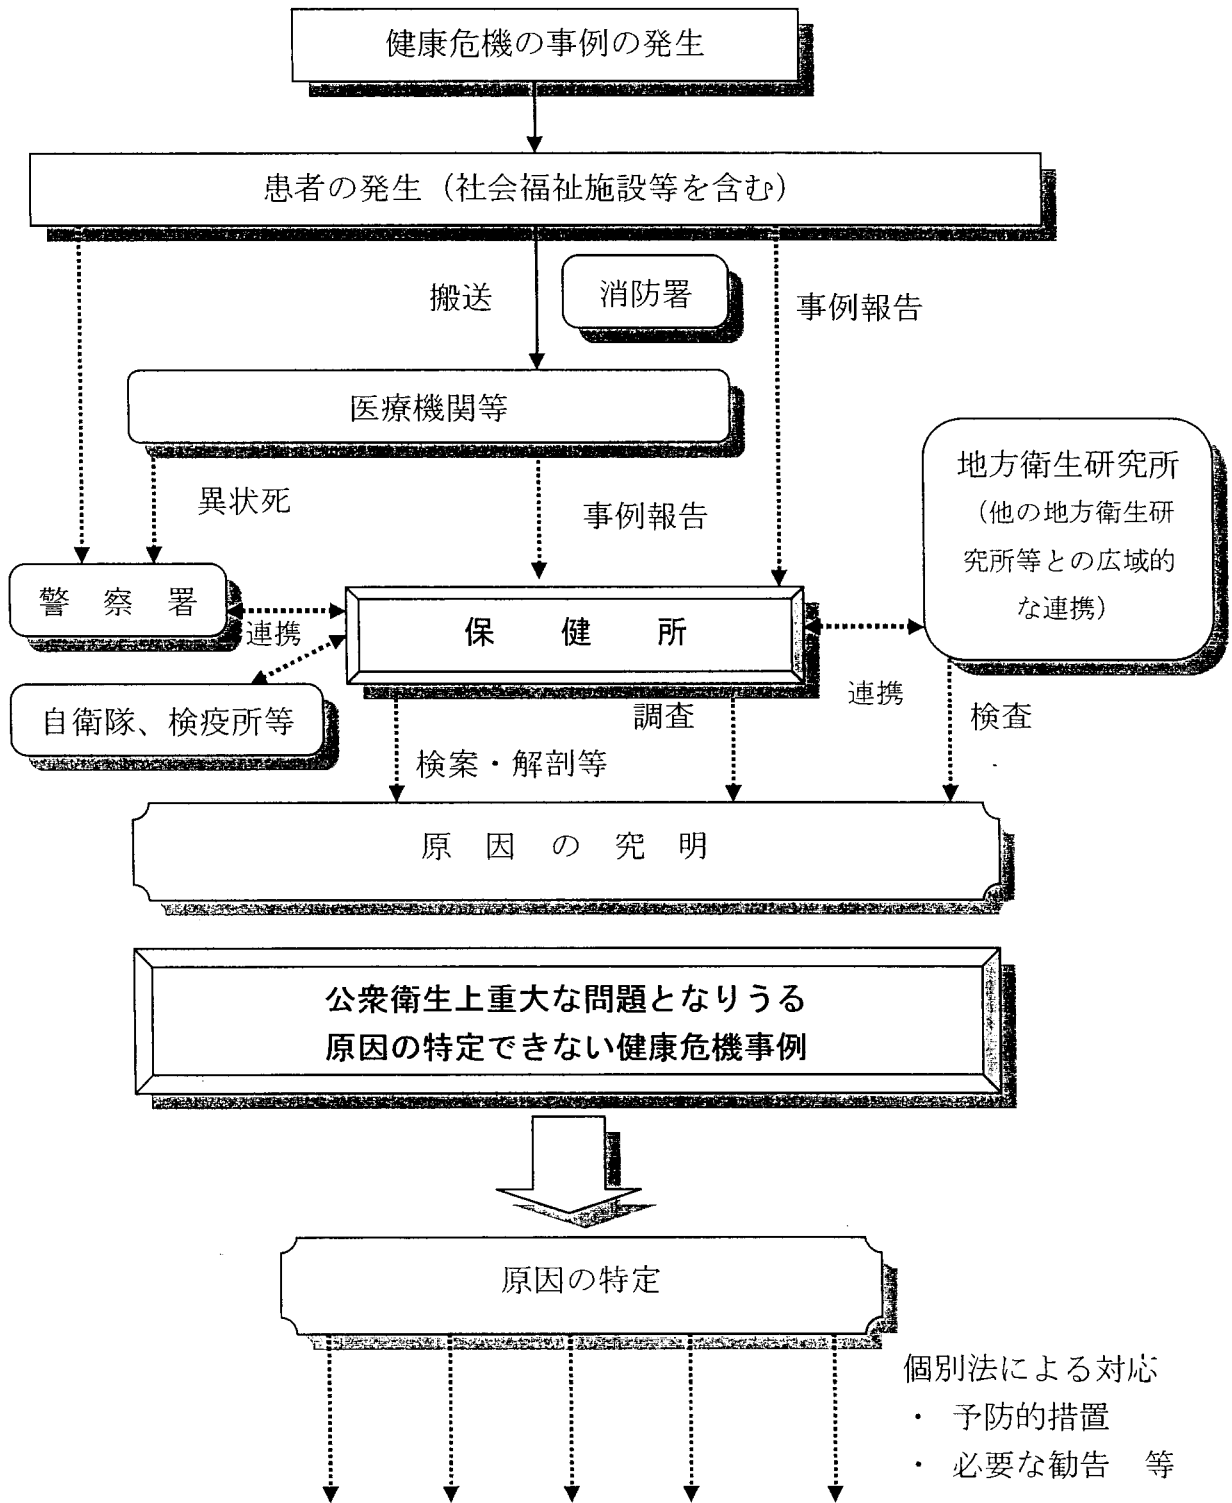 健康危機の事例の発生
患者の発生（社会福祉施設等を含む）
搬送
消防署
事例報告
医療機関等
地方衛生研究所
（他の地方衛生研
究所等との広域的
な連携）
異状死
事例報告
警　察　署
連携
保　健　所
連携
自衛隊、検疫所等
調査
検査
検案・解剖等
原　因　の　究　明
公衆衛生上重大な問題となりうる
原因の特定できない健康危機事例
原因の特定
個別法による対応
・ 予防的措置
・ 必要な勧告　等